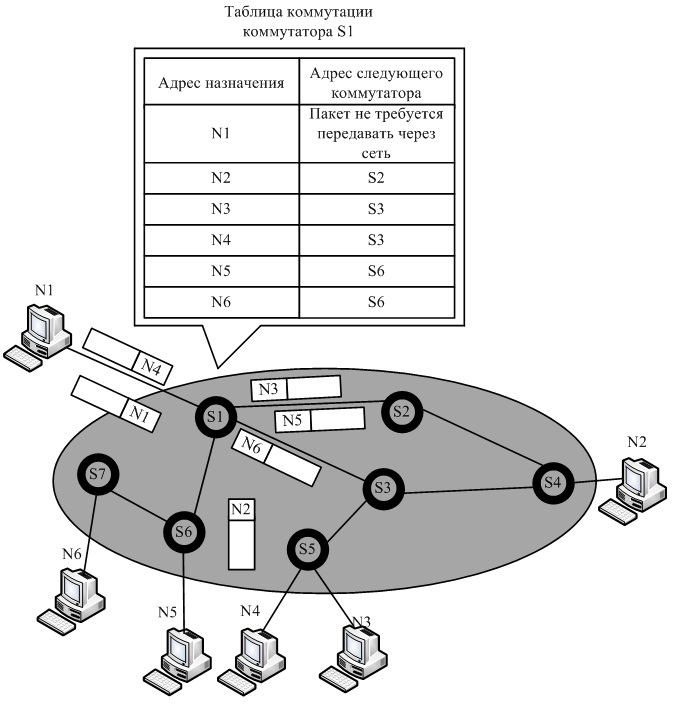 Таблица коммутации
коммутатора S1
Адрес назначения
Адрес следующего
коммутатора
N1
Пакет не требуется
передавать через
сеть
N2
S2
N3
S3
N4
S3
N5
S6
N6
S6
N1
N4
N1
N3
N5
N6
S1
S2
N2
S7
S3
S4
S6
N2
S5
N6
N5
N4
N3